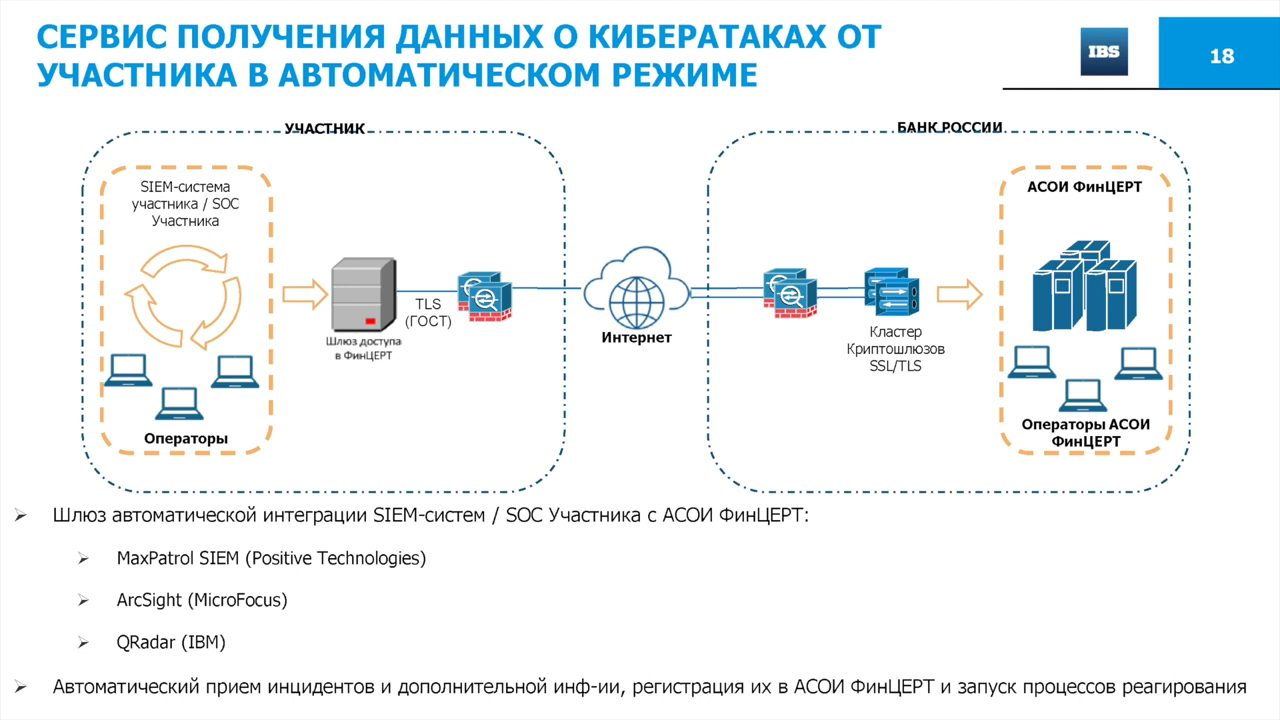 СЕРВИС ПОЛУЧЕНИЯ ДАННЫХ О КИБЕРАТАКАХ ОТ
УЧАСТНИКА В АВТОМАТИЧЕСКОМ РЕЖИМЕ
IBS
18
УЧАСТНИК
SIEM-система
участника / SOC
Участника
Операторы
Шлюз доступа
в ФинЦЕРТ
TLS
(ГОСТ)
Интернет
БАНК РОССИИ
Кластер
Криптошлюзов
SSL/TLS
АСОИ ФинЦЕРТ
Операторы АСОИ
ФинЦЕРТ
Шлюз автоматической интеграции SIEM-систем / SOC Участника с АСОИ ФинЦЕРТ:
MaxPatrol SIEM (Positive Technologies)
ArcSight (MicroFocus)
QRadar (IBM)
Автоматический прием инцидентов и дополнительной инф-ии, регистрация их в АСОИ ФинЦЕРТ и запуск процессов реагирования